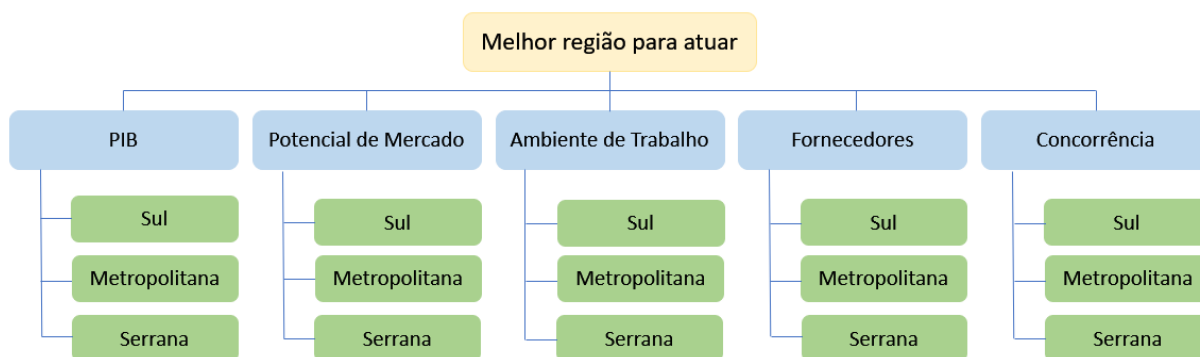 Melhor região para atuar
PIB
Potencial de Mercado
Ambiente de Trabalho
Fornecedores
Concorrência
Sul
Sul
Sul
Sul
Sul
Metropolitana
Metropolitana
Metropolitana
Metropolitana
Metropolitana
Serrana
Serrana
Serrana
Serrana
Serrana